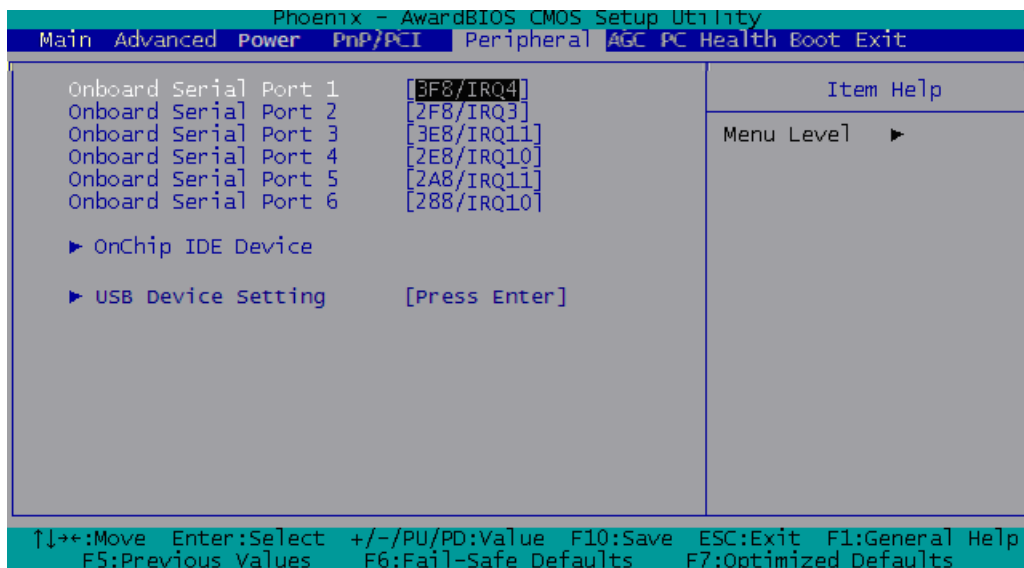 Phoenix - AwardBIOS CMOS Setup Utility
Main Advanced Power PnP/PCI Peripheral AGC PC Health Boot Exit
Onboard Serial Port 1 [3F8/IRQ4]
Onboard Serial Port 2 [2F8/IRQ3]
Onboard Serial Port 3 [3E8/IRQ11]
Onboard Serial Port 4 [2E8/IRQ10]
Onboard Serial Port 5 [2A8/IRQ11]
Onboard Serial Port 6 [288/IRQ10]
► OnChip IDE Device
► USB Device Setting [Press Enter]
Item Help
Menu Level ►
↑↓→←:Move Enter:Select +/-/PU/PD:Value F10:Save ESC:Exit F1:General Help
F5:Previous Values F6:Fail-Safe Defaults F7:Optimized Defaults